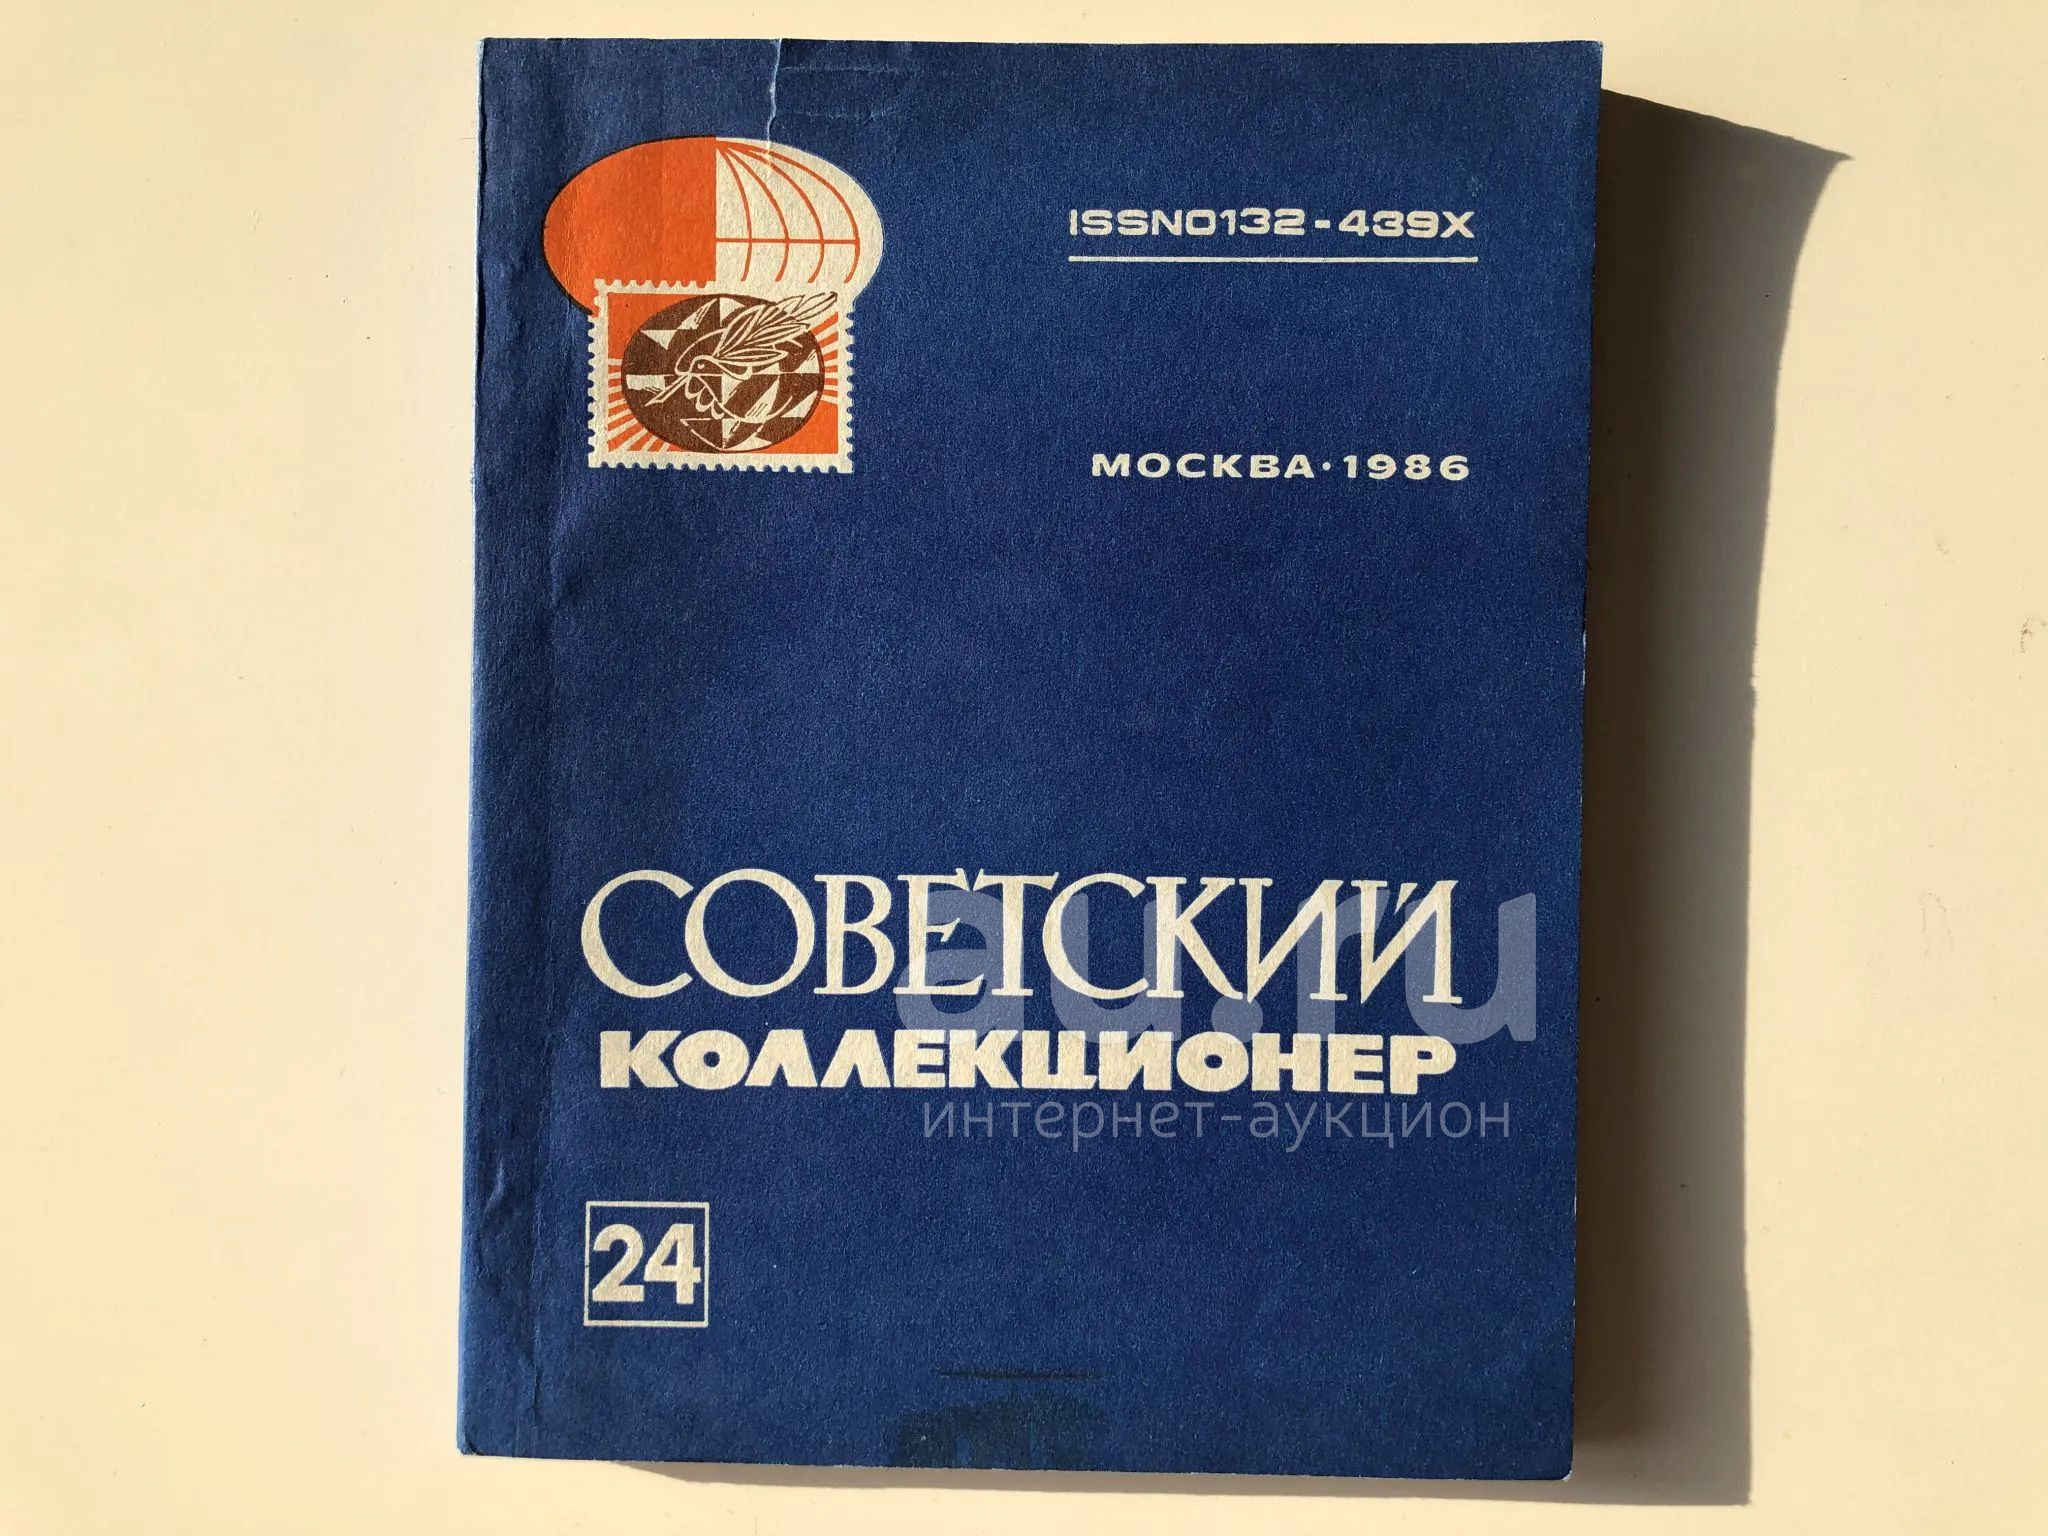 ISSN0132-439X
МОСКВА·1986
СОВЕТСКИЙ
КОЛЛЕКЦИОНЕР
au.ru
интернет-аукцион
24